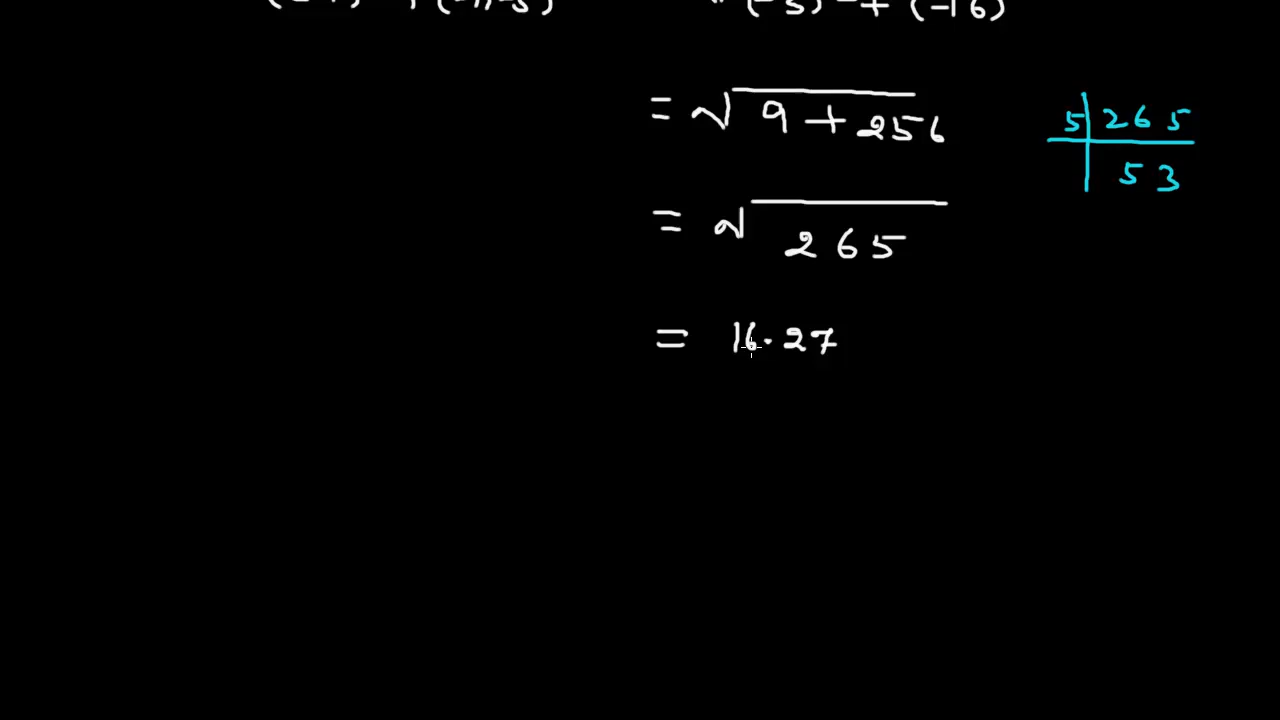 = √9 + 256
5 | 265
53
= √265
= 16.27